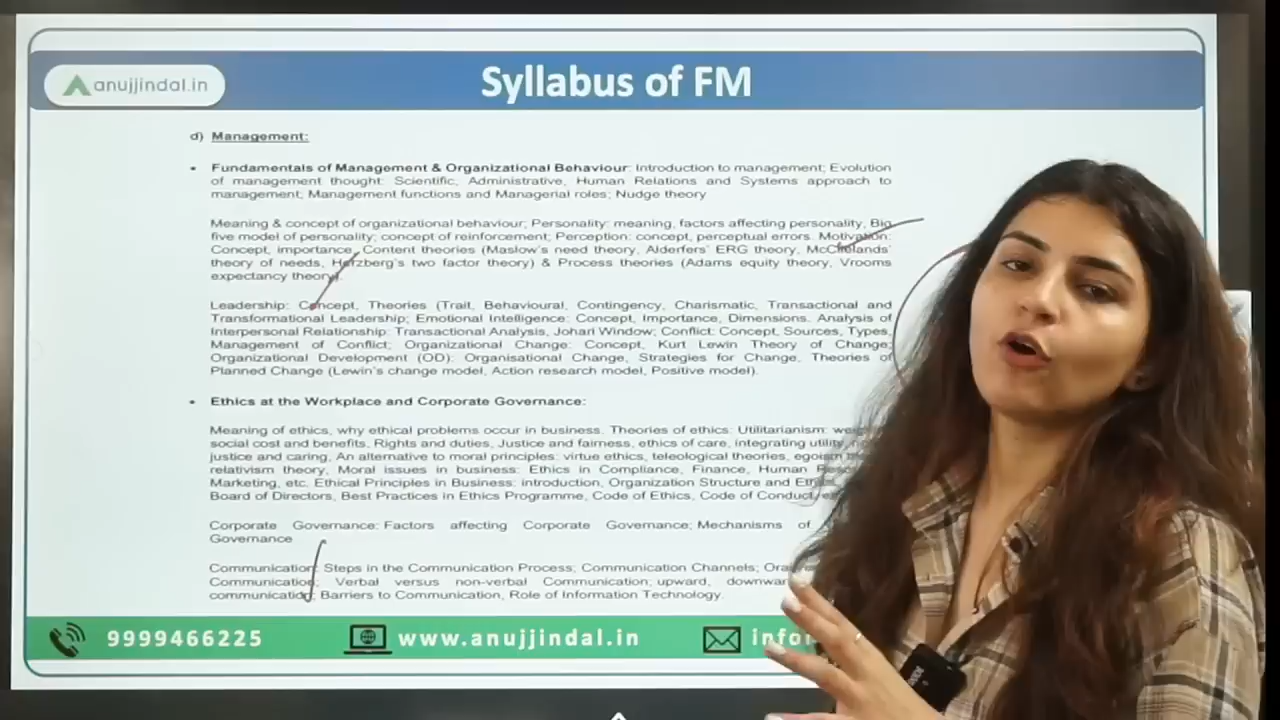 anujjindal.in
Syllabus of FM
d) Management:
• Fundamentals of Management & Organizational Behaviour: Introduction to management; Evolution
of management thought: Scientific, Administrative, Human Relations and Systems approach to
management; Management functions and Managerial roles; Nudge theory
Meaning & concept of organizational behaviour; Personality: meaning, factors affecting personality, Big
five model of personality; concept of reinforcement; Perception: concept, perceptual errors. Motivation:
Concept, importance, Content theories (Maslow's need theory, Alderfers' ERG theory, McCllelands'
theory of needs, Herzberg's two factor theory) & Process theories (Adams equity theory, Vrooms
expectancy theory).
Leadership: Concept, Theories (Trait, Behavioural, Contingency, Charismatic, Transactional and
Transformational Leadership; Emotional Intelligence: Concept, Importance, Dimensions. Analysis of
Interpersonal Relationship: Transactional Analysis, Johari Window; Conflict: Concept, Sources, Types,
Management of Conflict; Organizational Change: Concept, Kurt Lewin Theory of Change;
Organizational Development (OD): Organisational Change, Strategies for Change, Theories of
Planned Change (Lewin's change model, Action research model, Positive model).
• Ethics at the Workplace and Corporate Governance:
Meaning of ethics, why ethical problems occur in business. Theories of ethics: Utilitarianism:
social cost and benefits, Rights and duties, Justice and fairness, ethics of care, integrating utility,
justice and caring, An alternative to moral principles: virtue ethics, teleological theories, egoism
relativism theory, Moral issues in business: Ethics in Compliance, Finance, Human
Marketing, etc. Ethical Principles in Business: introduction, Organization Structure and
Board of Directors, Best Practices in Ethics Programme, Code of Ethics, Code of Conduct,
Corporate Governance: Factors affecting Corporate Governance; Mechanisms of
Governance
Communication: Steps in the Communication Process; Communication Channels;
Communication; Verbal versus non-verbal Communication; upward,
communication; Barriers to Communication, Role of Information Technology.
9999466225 www.anujjindal.in